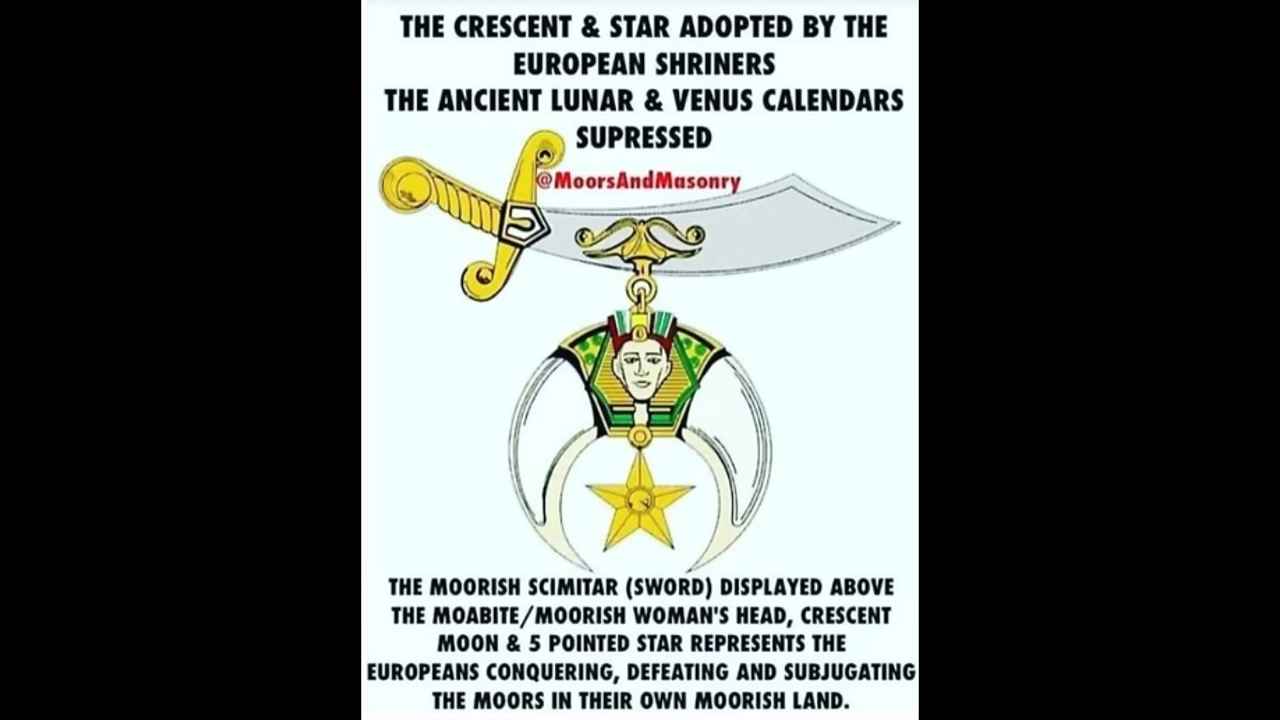 THE CRESCENT & STAR ADOPTED BY THE
EUROPEAN SHRINERS
THE ANCIENT LUNAR & VENUS CALENDARS
SUPRESSED
@MoorsAndMasonry
THE MOORISH SCIMITAR (SWORD) DISPLAYED ABOVE
THE MOABITE/MOORISH WOMAN'S HEAD, CRESCENT
MOON & 5 POINTED STAR REPRESENTS THE
EUROPEANS CONQUERING, DEFEATING AND SUBJUGATING
THE MOORS IN THEIR OWN MOORISH LAND.